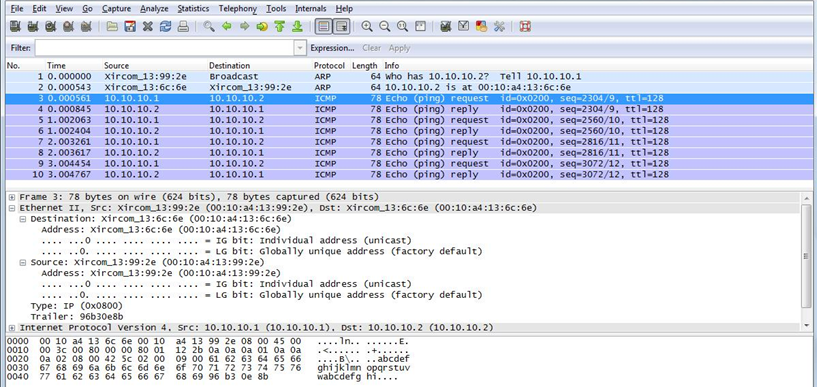 File Edit View Go Capture Analyze Statistics Telephony Tools Internals Help
Filter: Expression... Clear Apply
No. Time Source Destination Protocol Length Info
1 0.000000 Xircom_13:99:2e Broadcast ARP 64 Who has 10.10.10.2? Tell 10.10.10.1
2 0.000543 Xircom_13:6c:6e Xircom_13:99:2e ARP 64 10.10.10.2 is at 00:10:a4:13:6c:6e
3 0.000561 10.10.10.1 10.10.10.2 ICMP 78 Echo (ping) request id=0x0200, seq=2304/9, ttl=128
4 0.000845 10.10.10.2 10.10.10.1 ICMP 78 Echo (ping) reply id=0x0200, seq=2304/9, ttl=128
5 1.002063 10.10.10.1 10.10.10.2 ICMP 78 Echo (ping) request id=0x0200, seq=2560/10, ttl=128
6 1.002404 10.10.10.2 10.10.10.1 ICMP 78 Echo (ping) reply id=0x0200, seq=2560/10, ttl=128
7 2.003261 10.10.10.1 10.10.10.2 ICMP 78 Echo (ping) request id=0x0200, seq=2816/11, ttl=128
8 2.003617 10.10.10.2 10.10.10.1 ICMP 78 Echo (ping) reply id=0x0200, seq=2816/11, ttl=128
9 3.004454 10.10.10.1 10.10.10.2 ICMP 78 Echo (ping) request id=0x0200, seq=3072/12, ttl=128
10 3.004767 10.10.10.2 10.10.10.1 ICMP 78 Echo (ping) reply id=0x0200, seq=3072/12, ttl=128
Frame 3: 78 bytes on wire (624 bits), 78 bytes captured (624 bits)
Ethernet II, Src: Xircom_13:99:2e (00:10:a4:13:99:2e), Dst: Xircom_13:6c:6e (00:10:a4:13:6c:6e)
Destination: Xircom_13:6c:6e (00:10:a4:13:6c:6e)
Address: Xircom_13:6c:6e (00:10:a4:13:6c:6e)
.... ...0 .... .... .... .... = IG bit: Individual address (unicast)
.... ..0. .... .... .... .... = LG bit: Globally unique address (factory default)
Source: Xircom_13:99:2e (00:10:a4:13:99:2e)
Address: Xircom_13:99:2e (00:10:a4:13:99:2e)
.... ...0 .... .... .... .... = IG bit: Individual address (unicast)
.... ..0. .... .... .... .... = LG bit: Globally unique address (factory default)
Type: IP (0x0800)
Trailer: 96b30e8b
Internet Protocol Version 4, Src: 10.10.10.1 (10.10.10.1), Dst: 10.10.10.2 (10.10.10.2)
0000 00 10 a4 13 6c 6e 00 10 a4 13 99 2e 08 00 45 00 ....ln.. ......E.
0010 00 3c 00 80 00 00 80 01 12 2b 0a 0a 0a 01 0a 0a .<...... .+......
0020 0a 02 08 00 42 5c 02 00 09 00 61 62 63 64 65 66 ....B\.. ..abcdef
0030 67 68 69 6a 6b 6c 6d 6e 6f 70 71 72 73 74 75 76 ghijklmn opqrstuv
0040 77 61 62 63 64 65 66 67 68 69 96 b3 0e 8b wabcdefg hi....